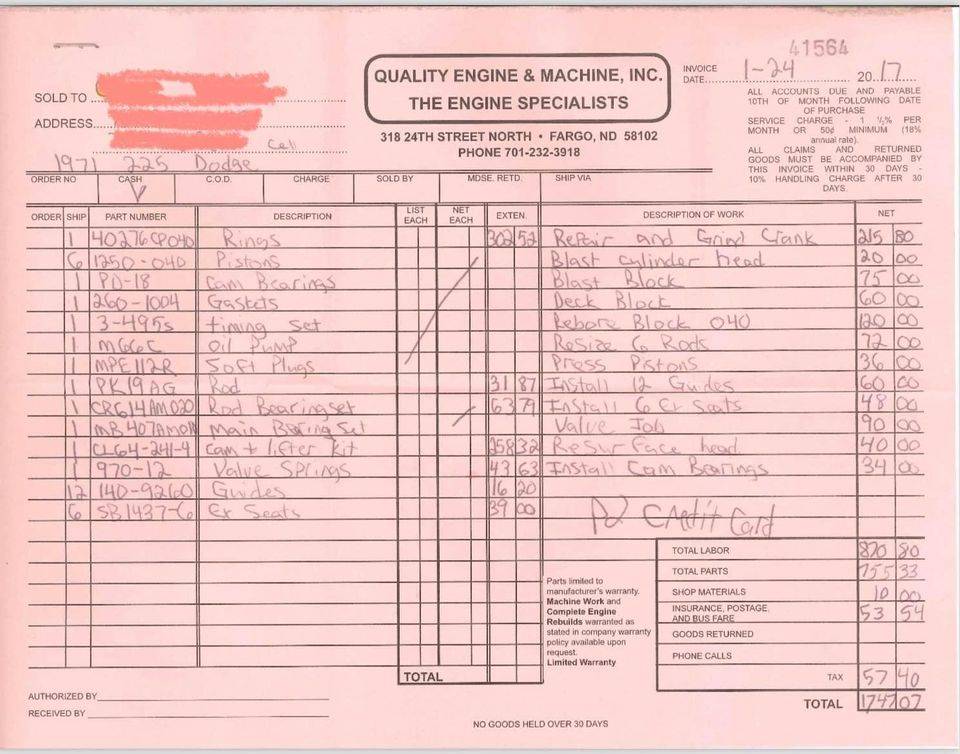 41564
QUALITY ENGINE & MACHINE, INC.
THE ENGINE SPECIALISTS
318 24TH STREET NORTH • FARGO, ND 58102
PHONE 701-232-3918
INVOICE DATE 1-24 2017
ALL ACCOUNTS DUE AND PAYABLE
10TH OF MONTH FOLLOWING DATE
OF PURCHASE
SERVICE CHARGE - 1 ½% PER
MONTH OR 50¢ MINIMUM (18%
annual rate).
ALL CLAIMS AND RETURNED
GOODS MUST BE ACCOMPANIED BY
THIS INVOICE WITHIN 30 DAYS -
10% HANDLING CHARGE AFTER 30
DAYS.
SOLD TO
ADDRESS
Cell
1971 225 Dodge
ORDER NO CASH C.O.D. CHARGE SOLD BY MDSE. RETD. SHIP VIA
ORDER SHIP PART NUMBER DESCRIPTION LIST EACH NET EACH EXTEN. DESCRIPTION OF WORK NET
1 40276CP040 Rings 302 52 Repair and Grind Crank 215 80
6 1250-040 Pistons Blast cylinder head 20 00
1 PD-18 Cam Bearings Blast Block 75 00
1 260-1004 Gaskets Deck Block 60 00
1 3-495s timing set Rebore Block 040 120 00
1 M66C Oil Pump ReSize 6 Rods 72 00
1 MPE112R Soft Plugs Press Pistons 36 00
1 PK19AG Rod 31 87 Install 12 Guides 60 00
1 CR614AM020 Rod Bearing set 63 79 Install 6 Ex Seats 48 00
1 Main Bearing Set Valve Job 90 00
1 CL64-241-4 Cam + lifter kit 258 32 ReSurFace head 40 00
1 970-12 Valve SPrings 43 63 Install Cam Bearings 34 00
12 140-9260 Guides 16 20
6 SB1437-6 Ex Seats 39 00
Pd Credit Card
TOTAL LABOR 870 80
TOTAL PARTS 755 33
SHOP MATERIALS 10 00
INSURANCE, POSTAGE, AND BUS FARE 53 54
GOODS RETURNED
PHONE CALLS
TAX 57 40
TOTAL 1747 07
Parts limited to
manufacturer's warranty.
Machine Work and
Complete Engine
Rebuilds warranted as
stated in company warranty
policy available upon
request.
Limited Warranty
TOTAL
AUTHORIZED BY
RECEIVED BY
NO GOODS HELD OVER 30 DAYS